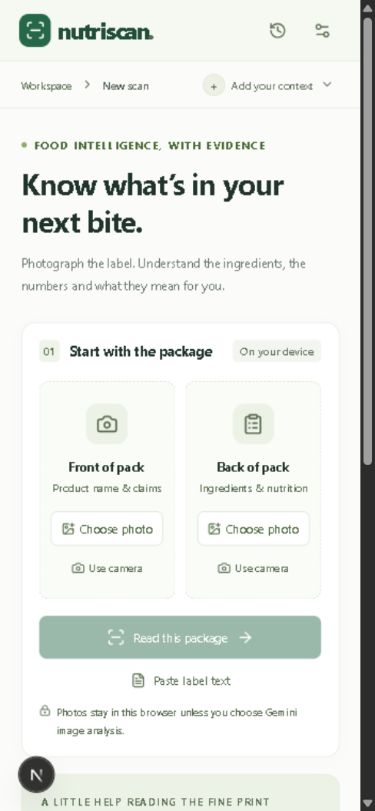 nutriscan.
Workspace > New scan + Add your context
FOOD INTELLIGENCE, WITH EVIDENCE
Know what's in your
next bite.
Photograph the label. Understand the ingredients, the
numbers and what they mean for you.
01 Start with the package On your device
Front of pack
Product name & claims
Choose photo
Use camera
Back of pack
Ingredients & nutrition
Choose photo
Use camera
Read this package →
Paste label text
Photos stay in this browser unless you choose Gemini
image analysis.
N
A LITTLE HELP READING THE FINE PRINT